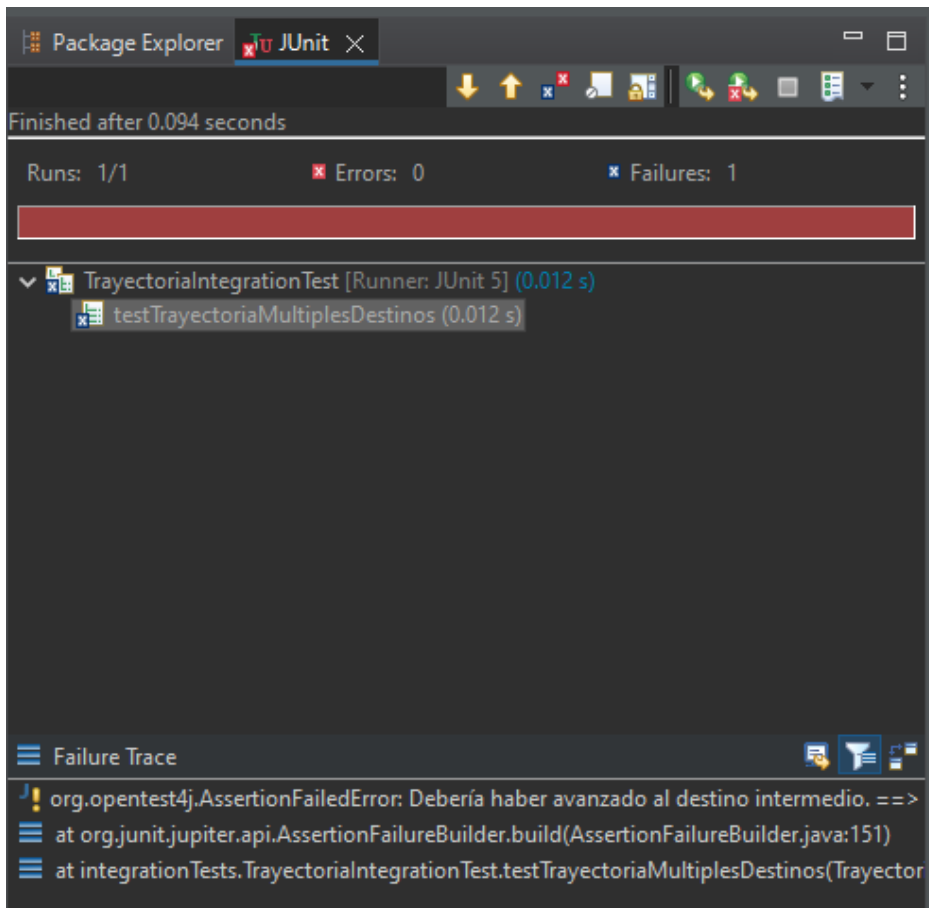 Package Explorer JUnit
Finished after 0.094 seconds
Runs: 1/1 Errors: 0 Failures: 1
TrayectoriaIntegrationTest [Runner: JUnit 5] (0.012 s)
testTrayectoriaMultiplesDestinos (0.012 s)
Failure Trace
org.opentest4j.AssertionFailedError: Debería haber avanzado al destino intermedio. ==>
at org.junit.jupiter.api.AssertionFailureBuilder.build(AssertionFailureBuilder.java:151)
at integrationTests.TrayectoriaIntegrationTest.testTrayectoriaMultiplesDestinos(Trayector